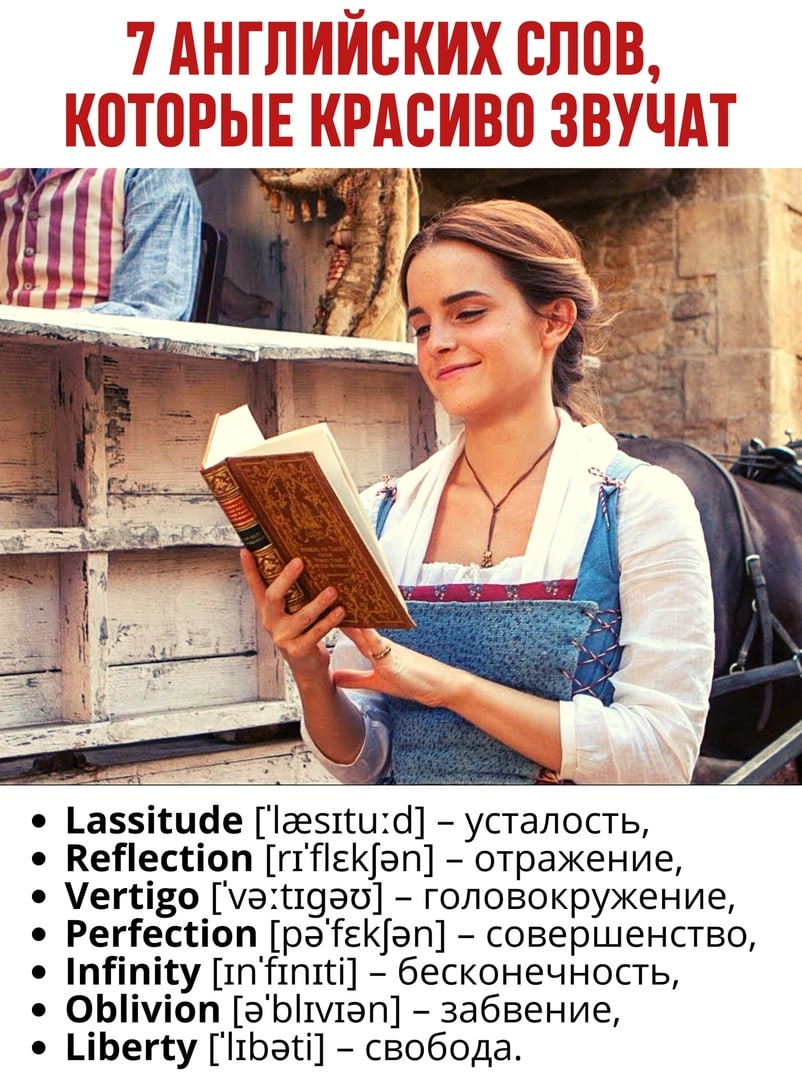 7 АНГЛИЙСКИХ СЛОВ,
КОТОРЫЕ КРАСИВО ЗВУЧАТ
• Lassitude [ˈlæsɪtuːd] – усталость,
• Reflection [rɪˈflɛkʃən] – отражение,
• Vertigo [ˈvəːtɪɡəʊ] – головокружение,
• Perfection [pəˈfɛkʃən] – совершенство,
• Infinity [ɪnˈfɪnɪti] – бесконечность,
• Oblivion [əˈblɪvɪən] – забвение,
• Liberty [ˈlɪbəti] – свобода.